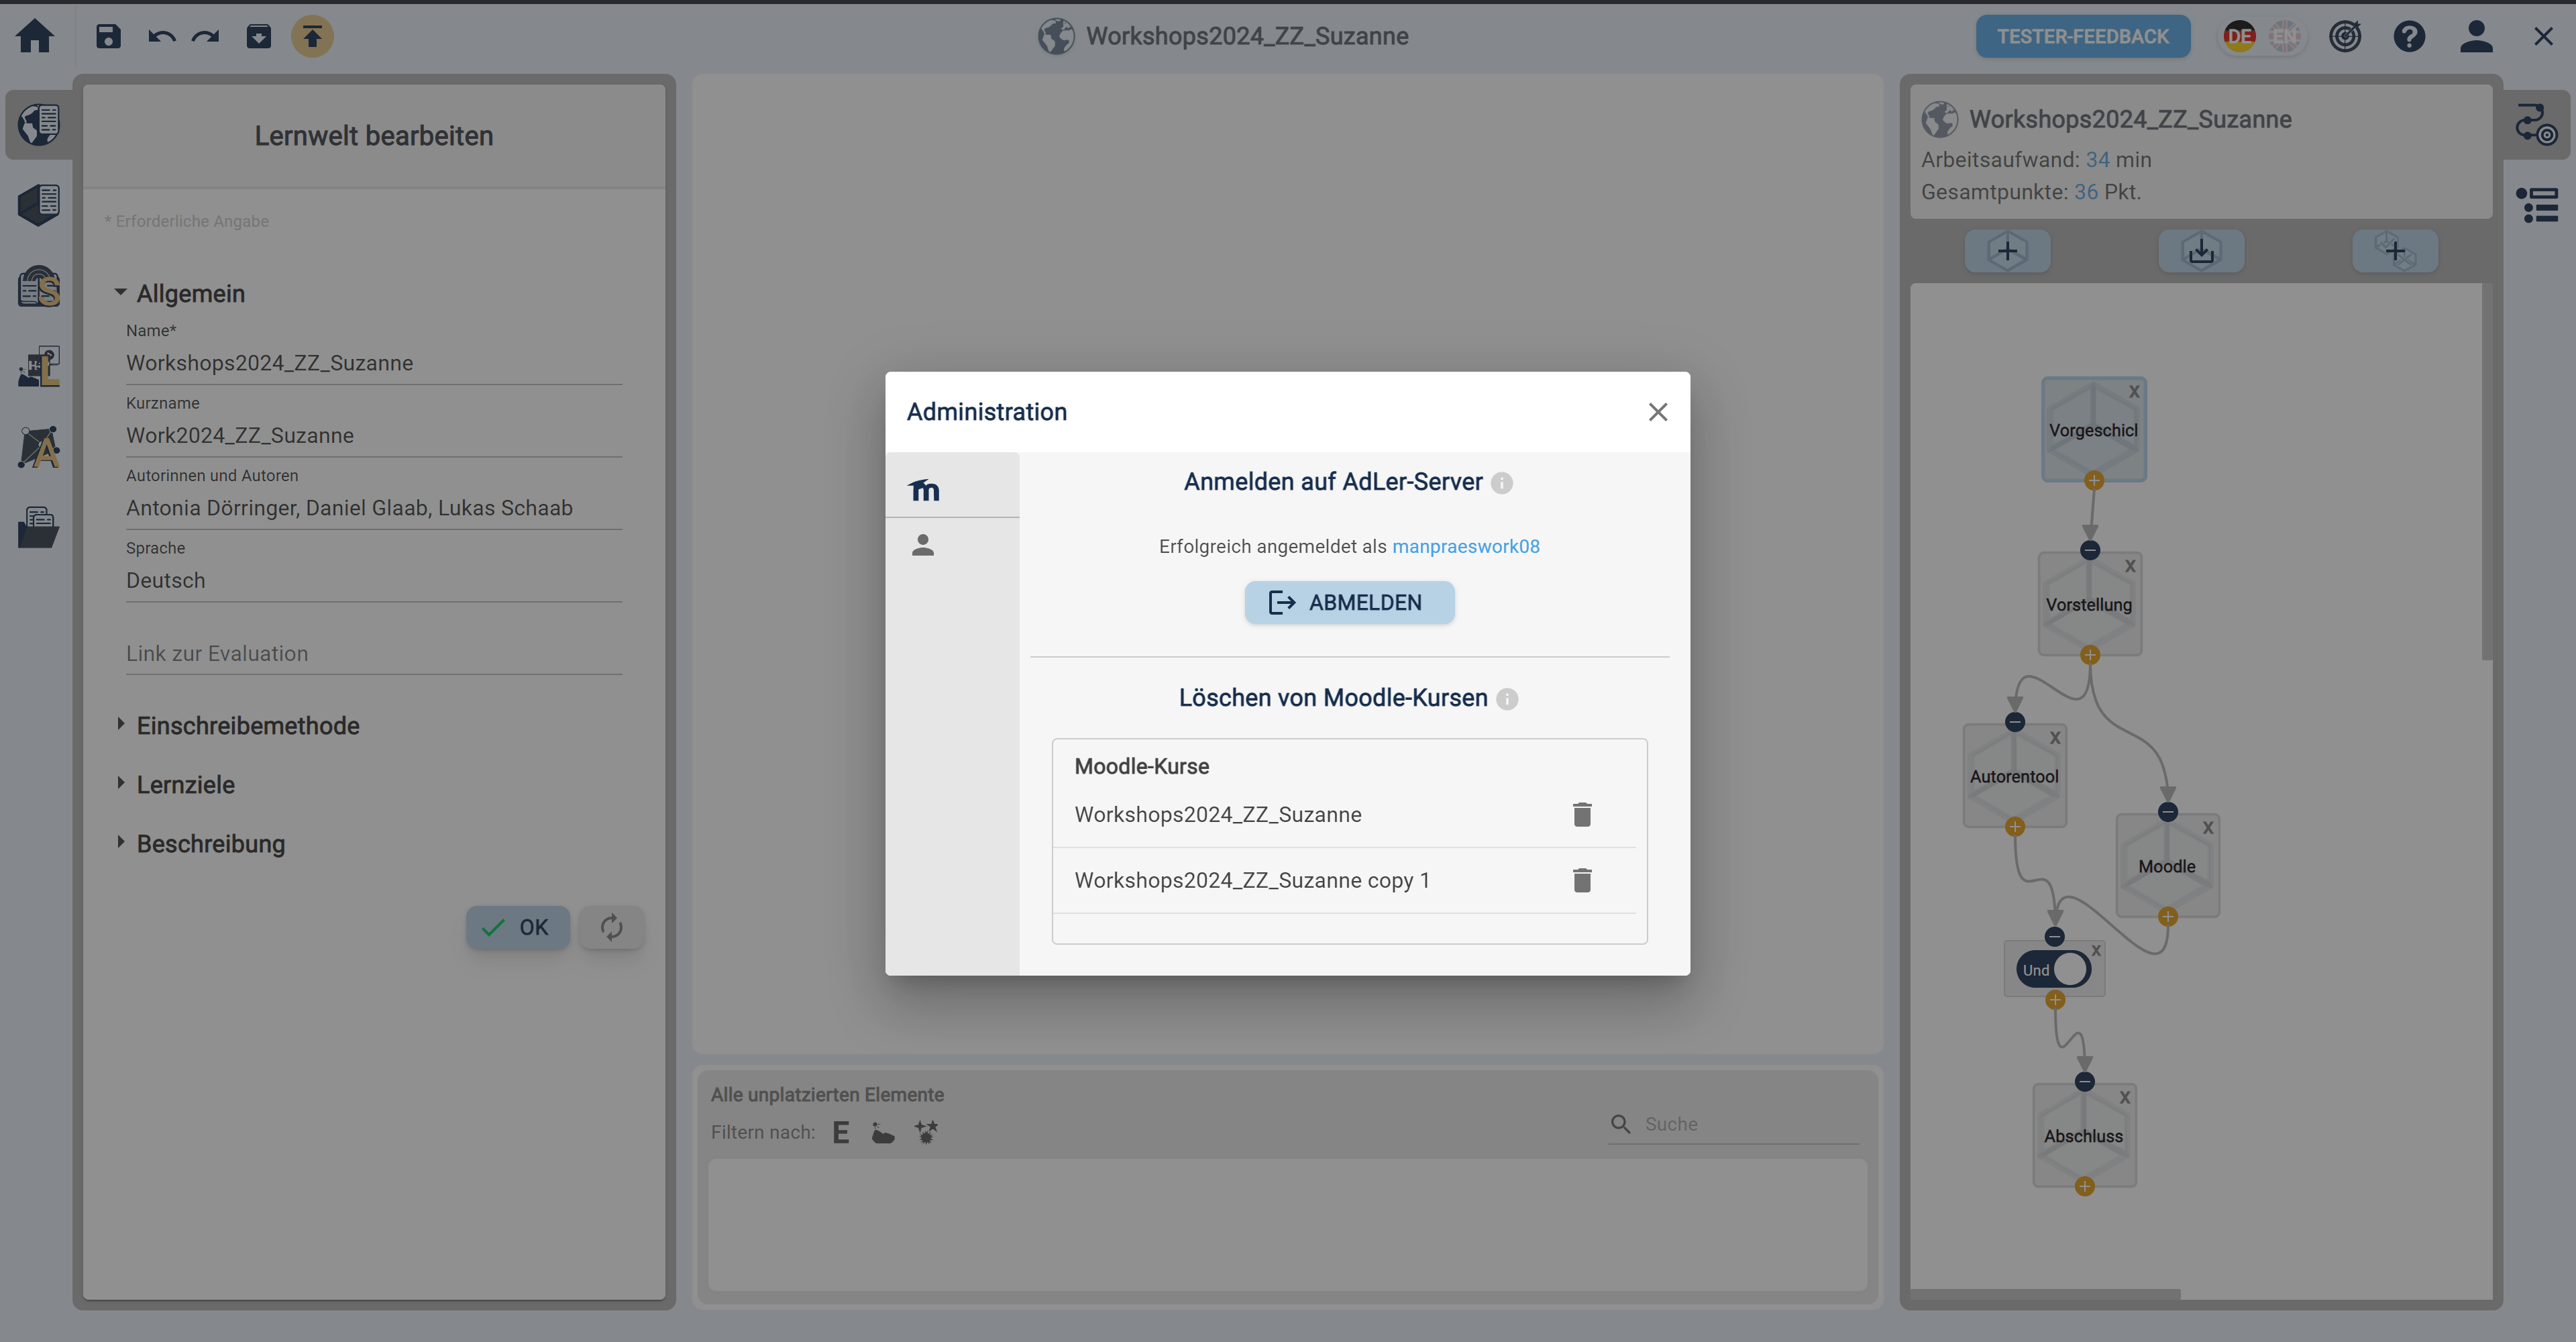 Workshops2024_ZZ_Suzanne
TESTER-FEEDBACK
DE
EN
Lernwelt bearbeiten
* Erforderliche Angabe
Allgemein
Name*
Workshops2024_ZZ_Suzanne
Kurzname
Work2024_ZZ_Suzanne
Autorinnen und Autoren
Antonia Dörringer, Daniel Glaab, Lukas Schaab
Sprache
Deutsch
Link zur Evaluation
Einschreibemethode
Lernziele
Beschreibung
OK
Administration
Anmelden auf AdLer-Server
Erfolgreich angemeldet als manpraeswork08
ABMELDEN
Löschen von Moodle-Kursen
Moodle-Kurse
Workshops2024_ZZ_Suzanne
Workshops2024_ZZ_Suzanne copy 1
Alle unplatzierten Elemente
Filtern nach: E
Suche
Workshops2024_ZZ_Suzanne
Arbeitsaufwand: 34 min
Gesamtpunkte: 36 Pkt.
X
Vorgeschicl
X
Vorstellung
X
Autorentool
X
Moodle
X
Und
X
Abschluss